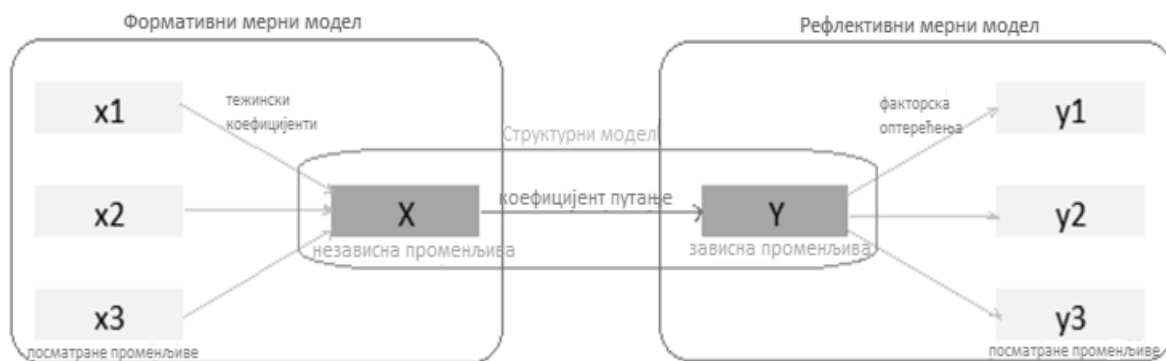 Формативни мерни модел
Рефлективни мерни модел
x1
тежински
коефицијенти
факторска
оптерећења
y1
Структурни модел
x2
X
коефицијент путање
Y
y2
независна променљива
зависна променљива
x3
y3
посматране променљиве
посматране променљиве